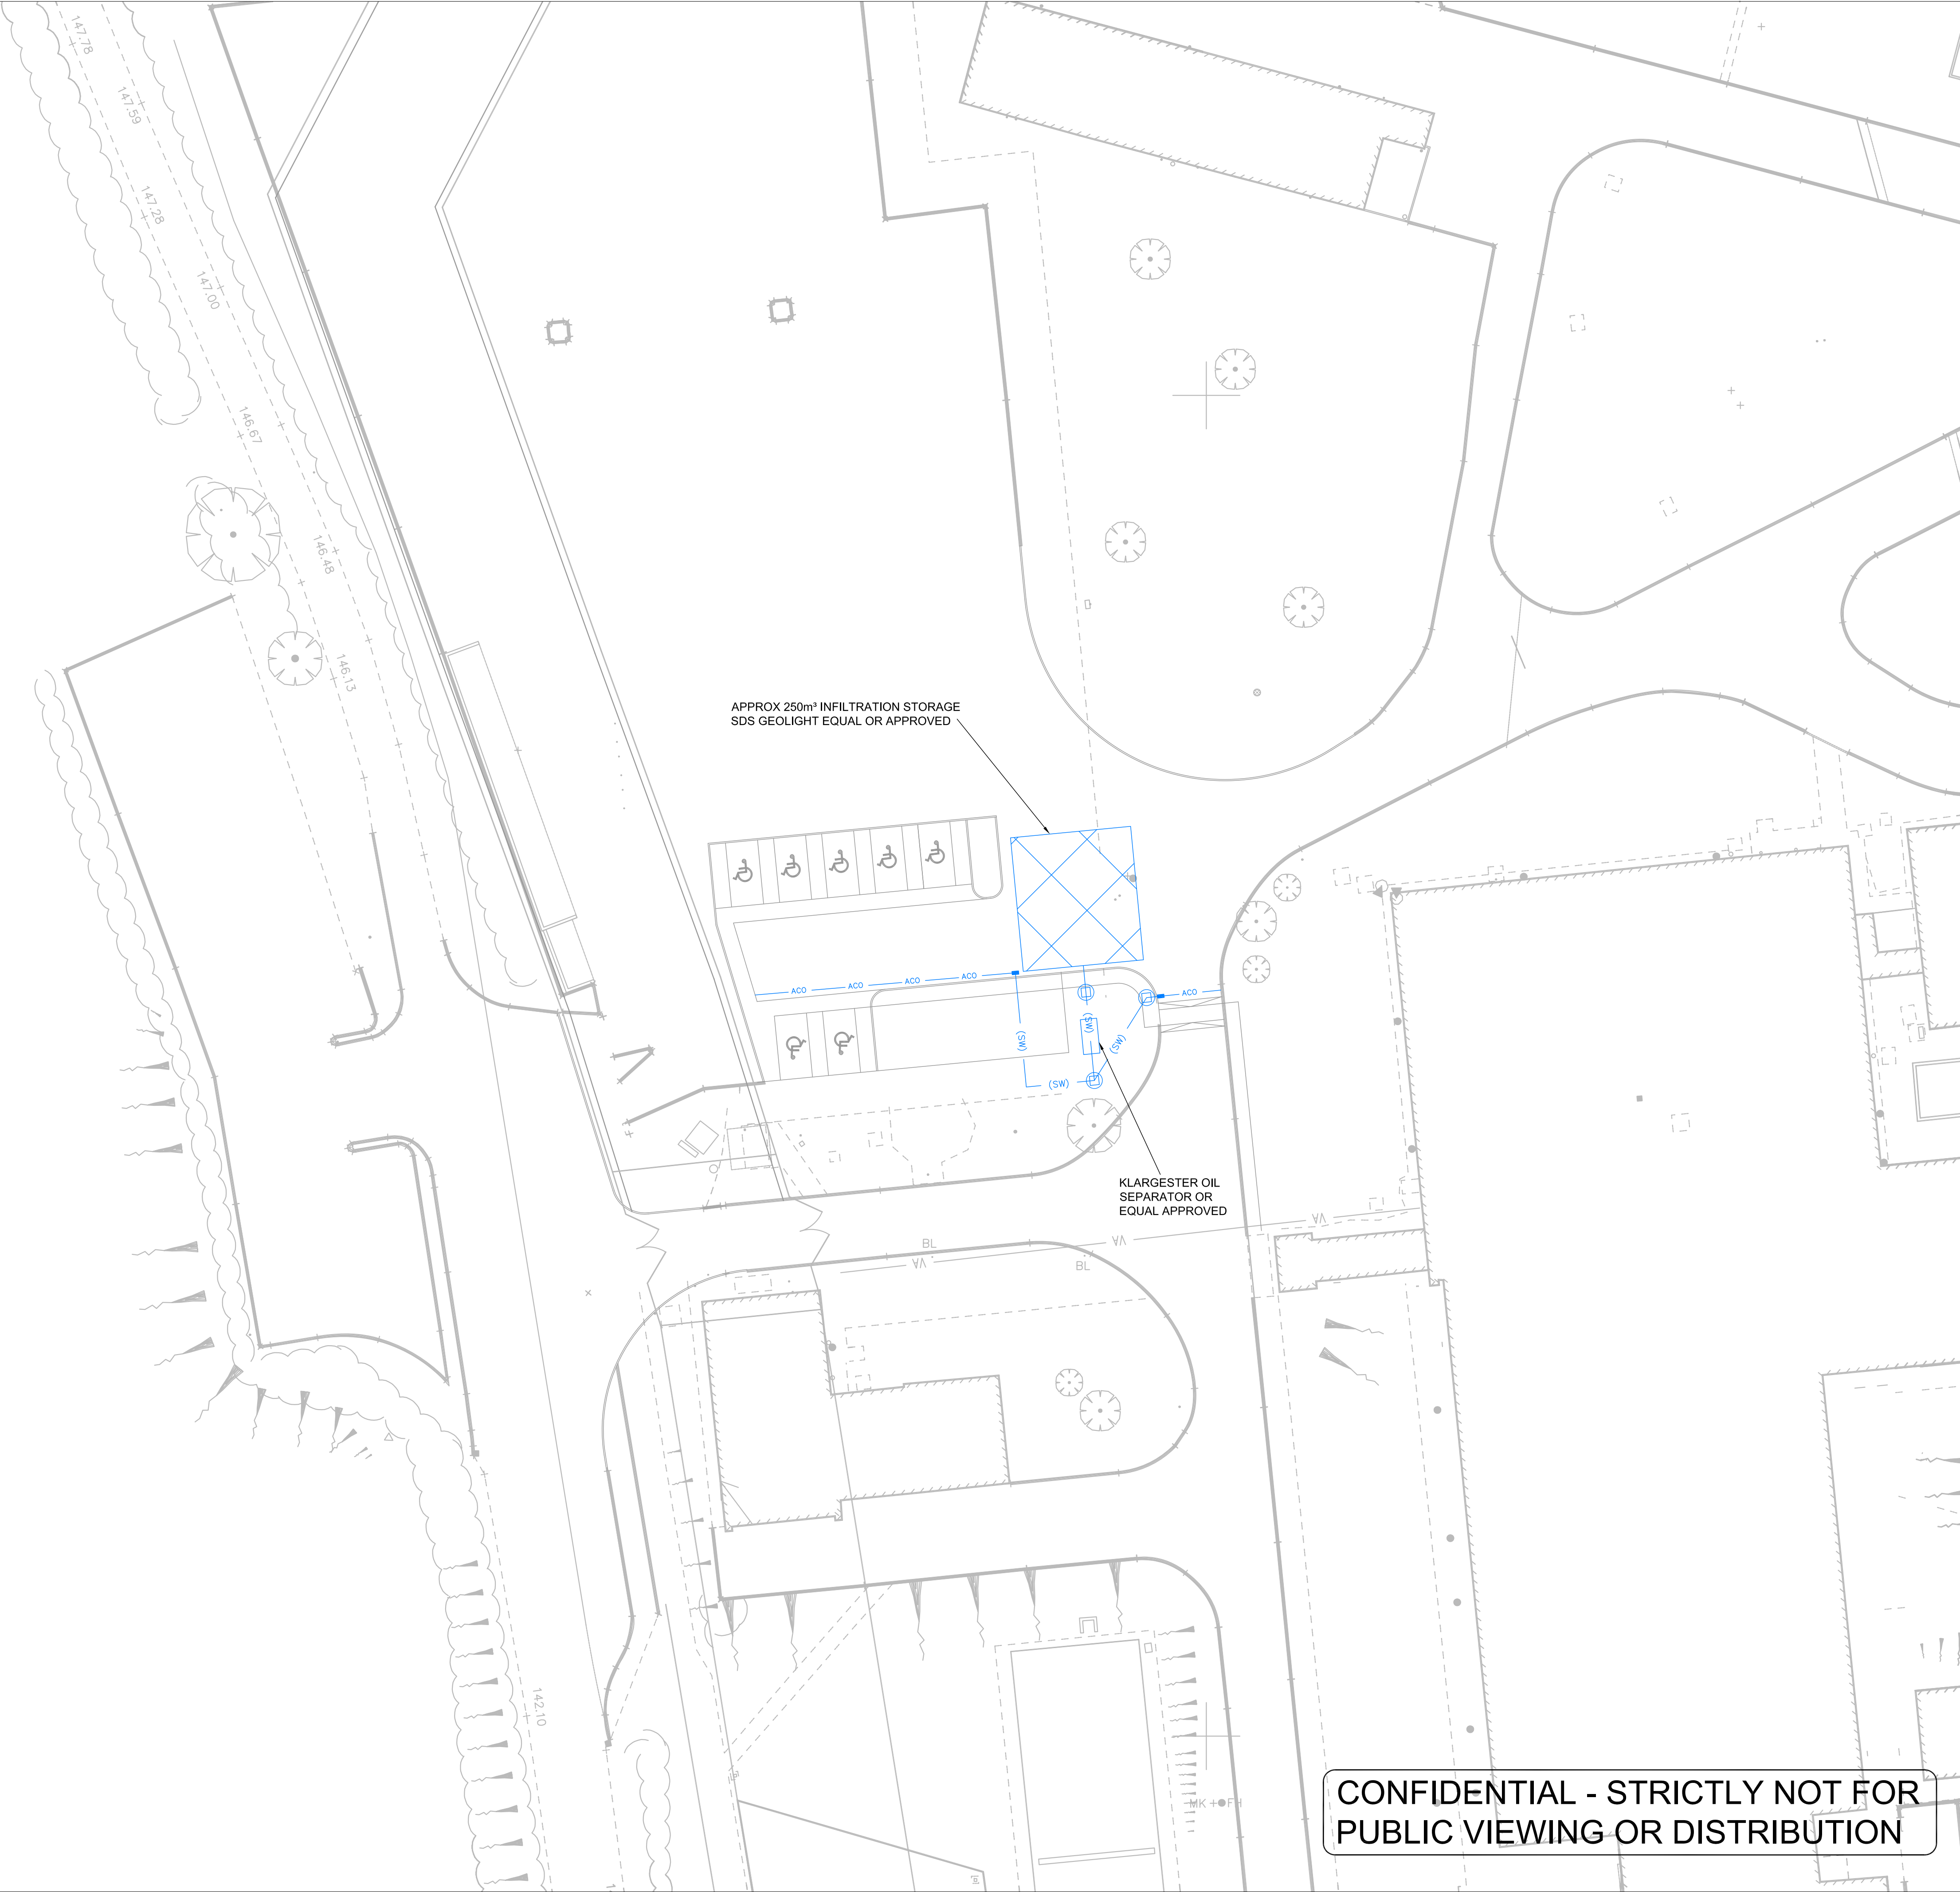 147.78
147.59
147.28
147.00
146.67
146.48
146.13
APPROX 250m³ INFILTRATION STORAGE
SDS GEOLIGHT EQUAL OR APPROVED
ACO
ACO
ACO
ACO
ACO
(SW)
(SW)
(SW)
(SW)
KLARGESTER OIL
SEPARATOR OR
EQUAL APPROVED
VA
VA
VA
BL
BL
142.10
MK
FH
CONFIDENTIAL - STRICTLY NOT FOR
PUBLIC VIEWING OR DISTRIBUTION